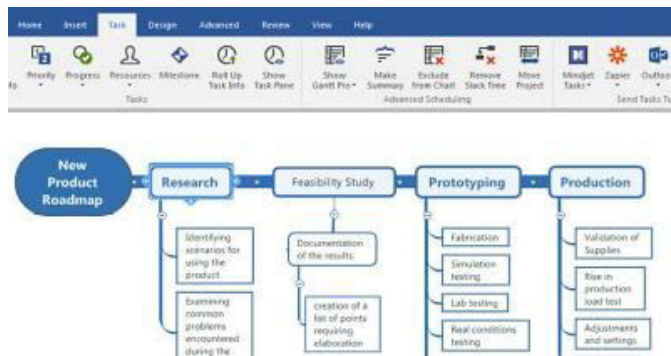 Home Insert Task Design Advanced Review View Help
Priority Progress Resources Milestone Roll Up Task Info Show Task Pane Show Gantt Pro Make Summary Exclude from Chart Remove Slack Time Move Project Mindjet Tasks Zapier
Tasks Advanced Scheduling Send Tasks
New
Product
Roadmap
Research
Identifying
scenarios for
using the
product
Examining
common
problems
encountered
during the
Feasibility Study
Documentation
of the results
creation of a
list of points
requiring
elaboration
Prototyping
Fabrication
Simulation
testing
Lab testing
Real conditions
testing
Production
Validation of
Supplies
Rise in
production
load test
Adjustments
and settings